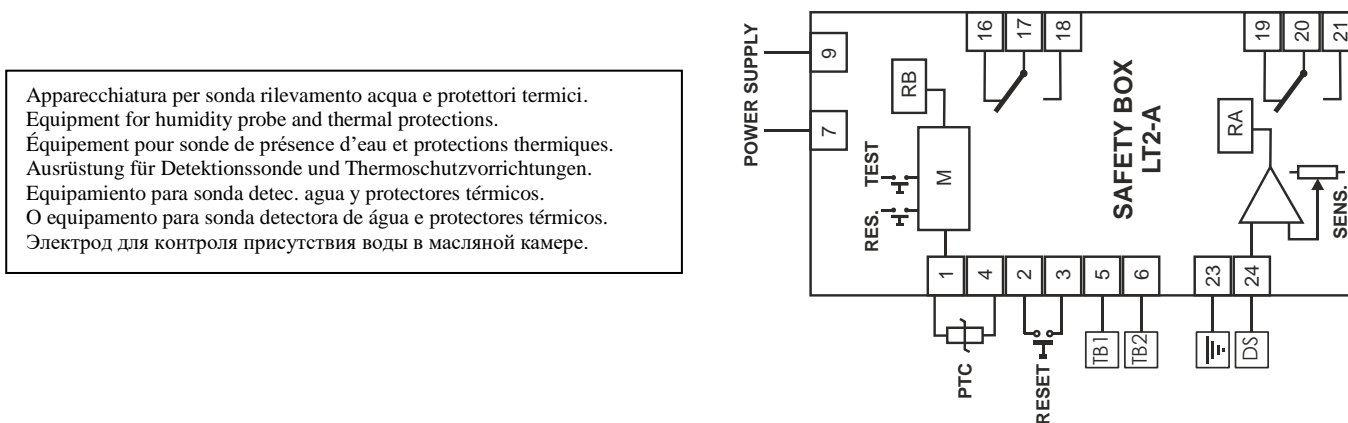 Apparecchiatura per sonda rilevamento acqua e protettori termici.
Equipment for humidity probe and thermal protections.
Équipement pour sonde de présence d'eau et protections thermiques.
Ausrüstung für Detektionssonde und Thermoschutzvorrichtungen.
Equipamiento para sonda detec. agua y protectores térmicos.
O equipamento para sonda detectora de água e protectores térmicos.
Электрод для контроля присутствия воды в масляной камере.
POWER SUPPLY
9
7
16
17
18
19
20
21
RB
M
TEST
RES.
SAFETY BOX
LT2-A
RA
SENS.
1
4
2
3
5
6
23
24
PTC
RESET
TB1
TB2
DS